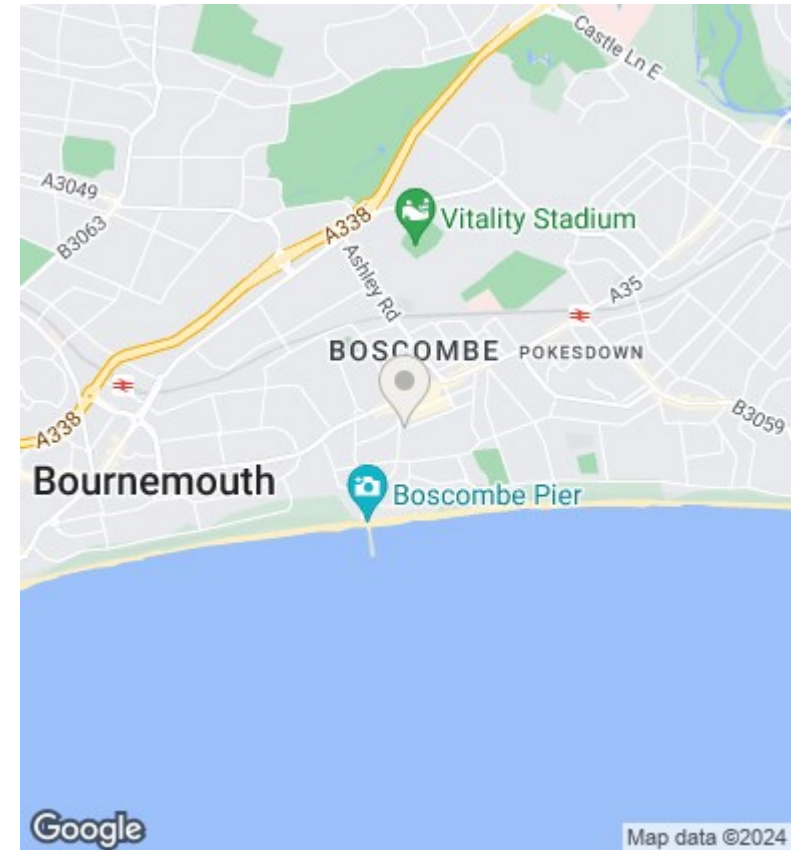 Castle Ln E
A3049
B3063
A338
Vitality Stadium
Ashley Rd
A35
BOSCOMBE
POKESDOWN
A338
B3059
Bournemouth
Boscombe Pier
Google
Map data ©2024